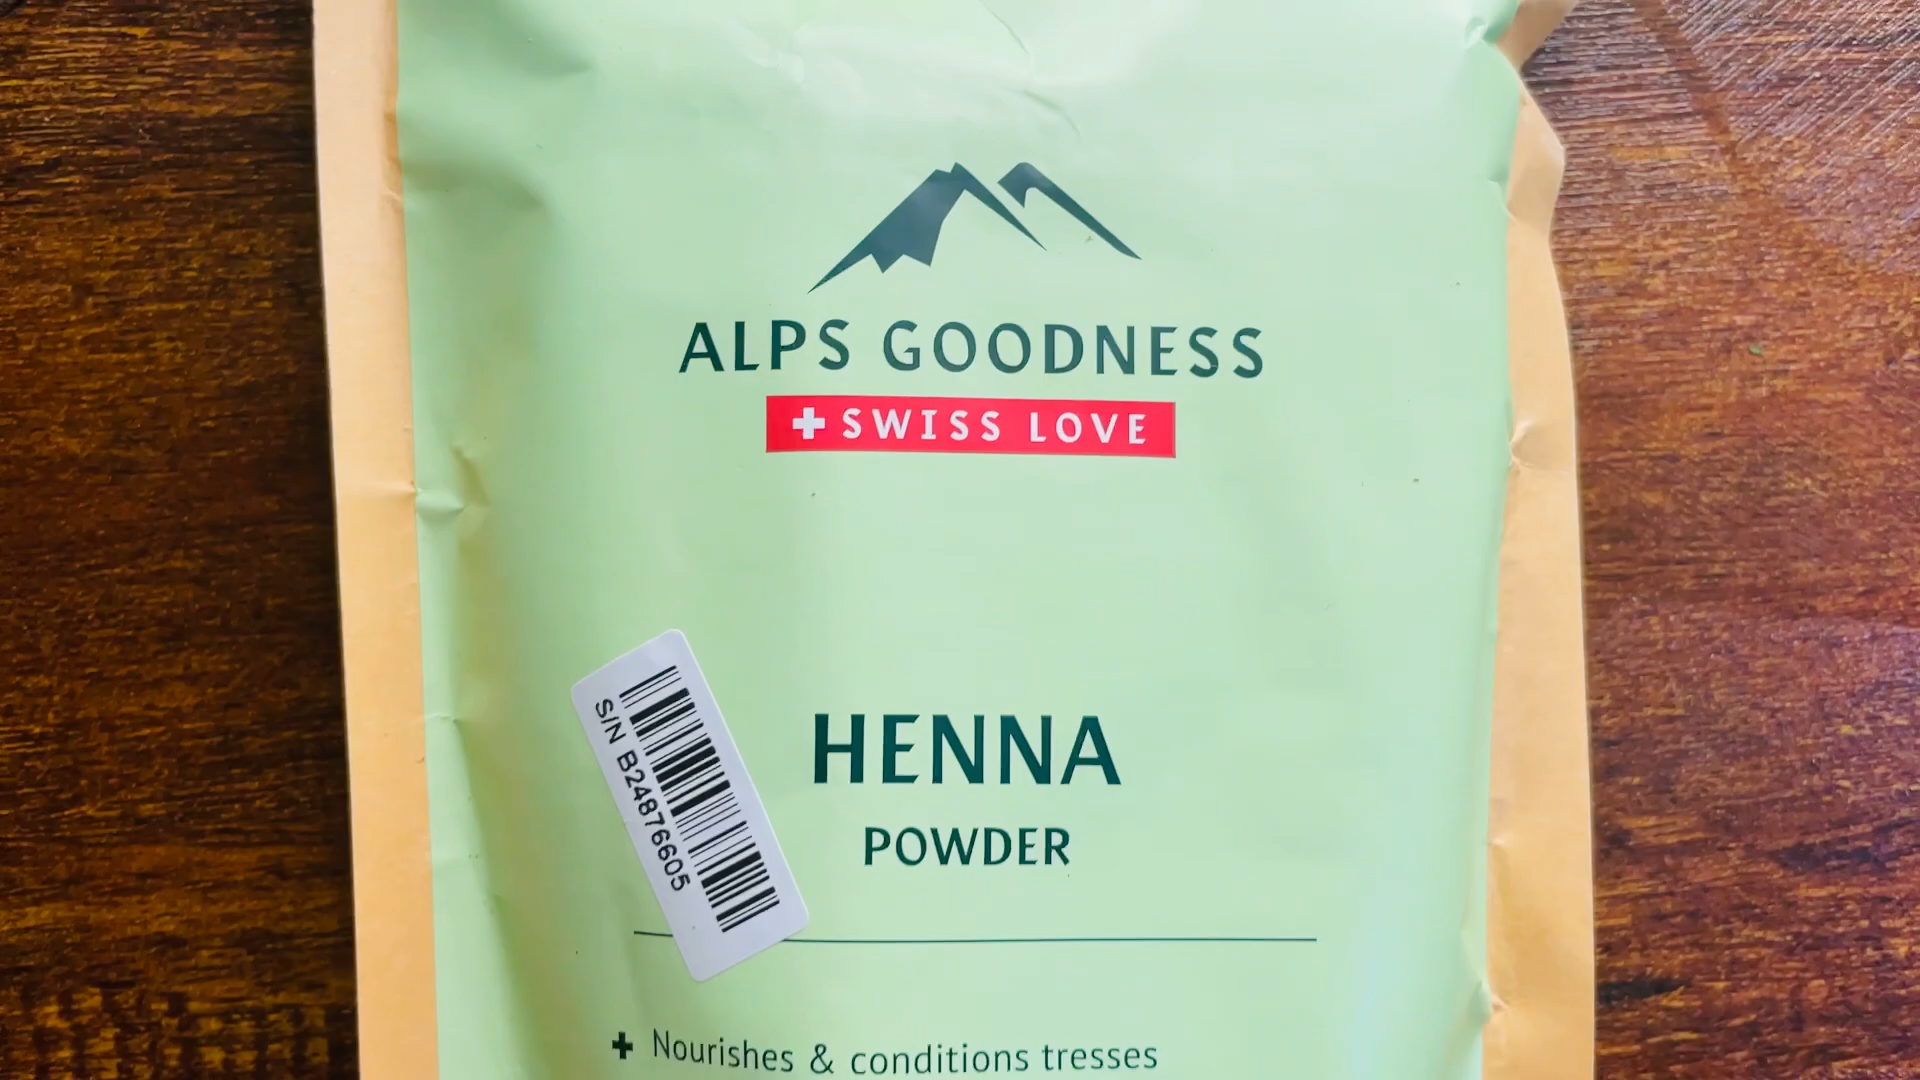 ALPS GOODNESS
SWISS LOVE
S/N B24876605
HENNA
POWDER
Nourishes & conditions tresses